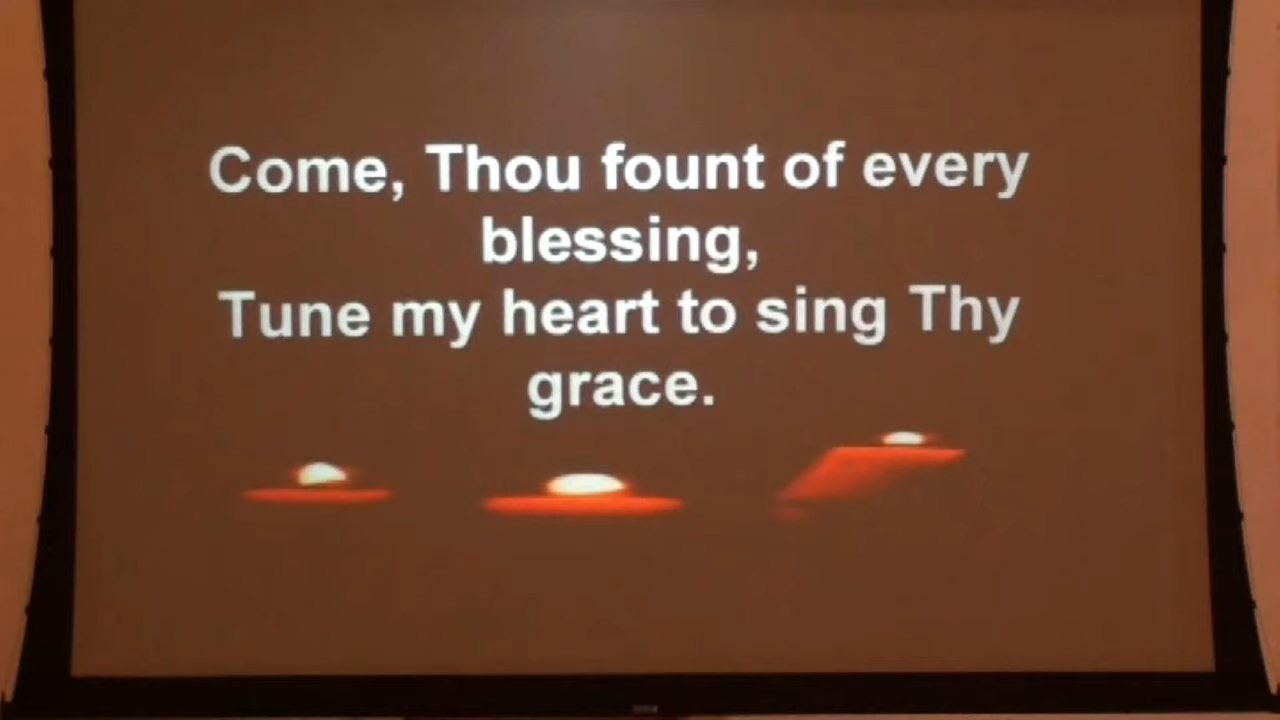 Come, Thou fount of every
blessing,
Tune my heart to sing Thy
grace.